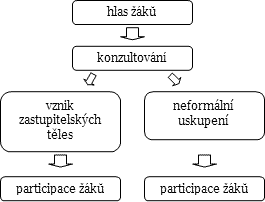 hlas žáků
konzultování
vznik
zastupitelských
těles
neformální
uskupení
participace žáků
participace žáků